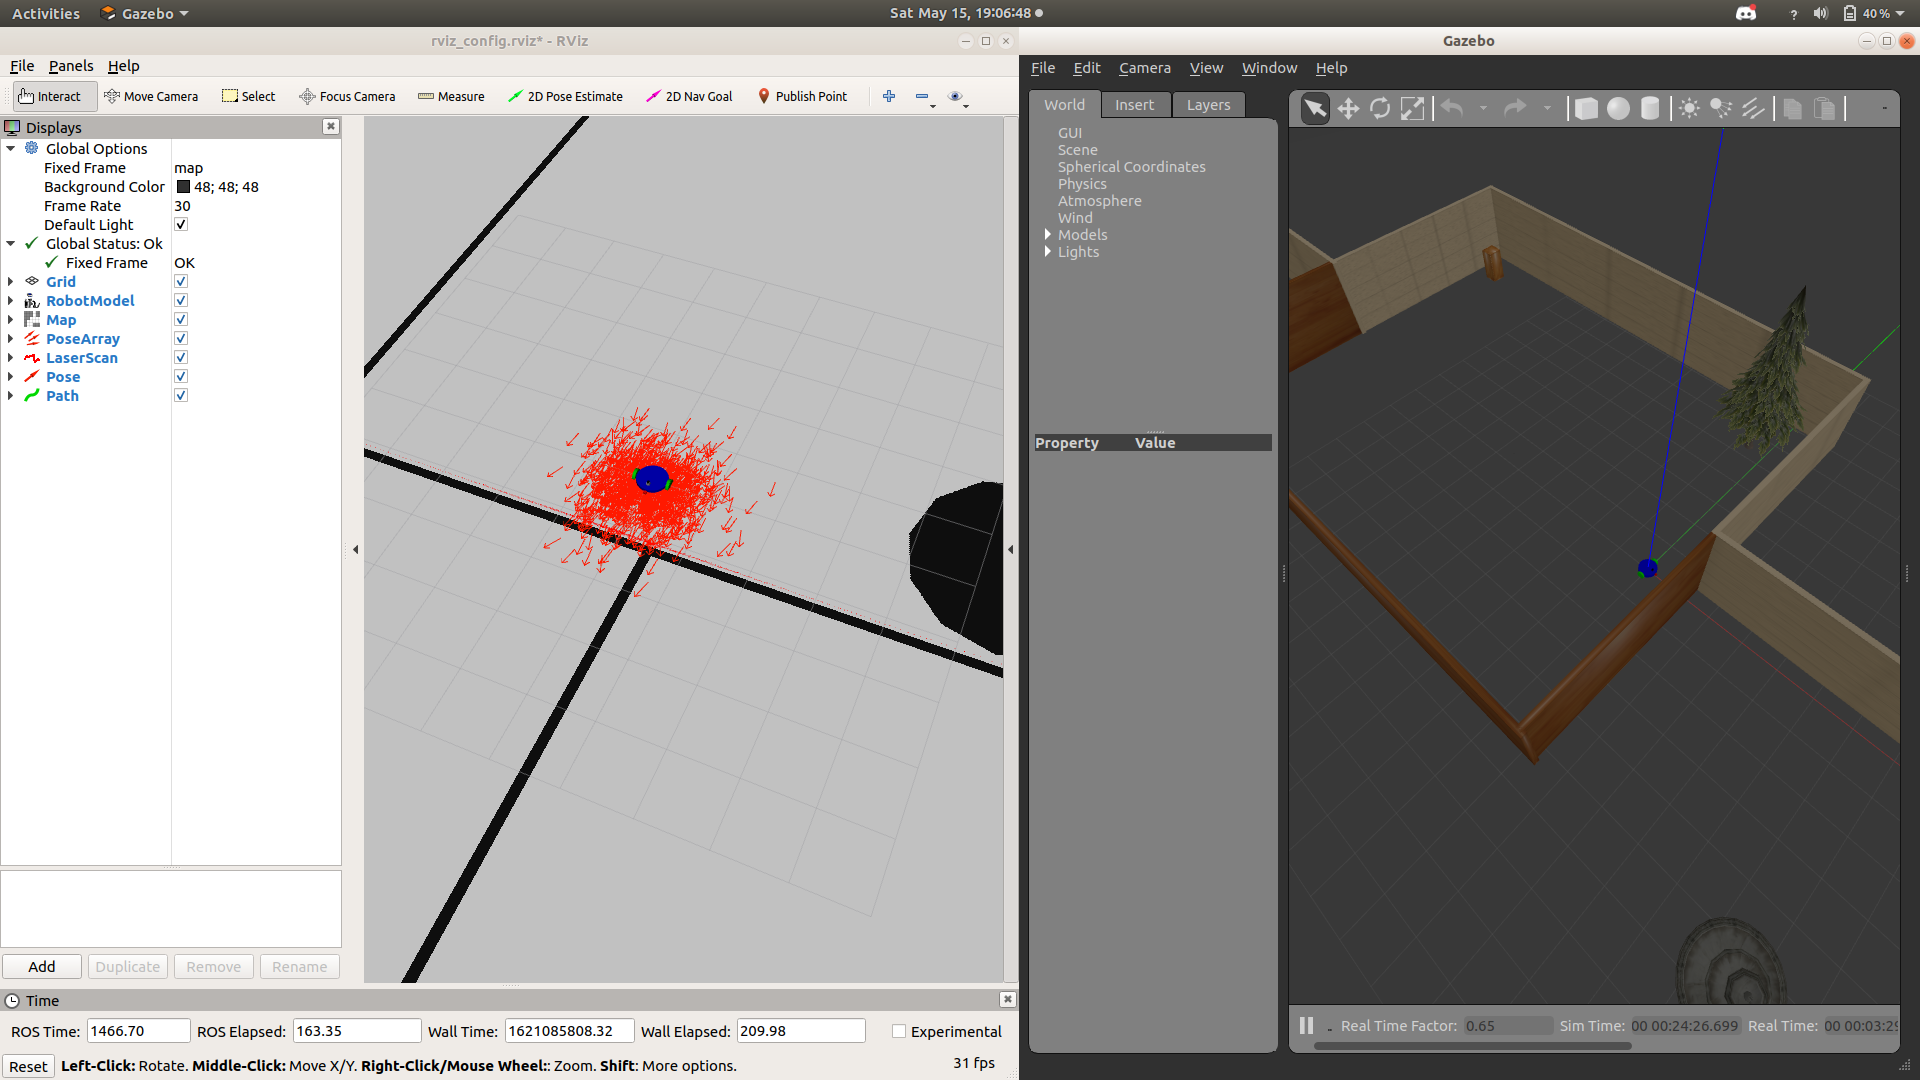 Activities Gazebo Sat May 15, 19:06:48 ? 40 %
rviz_config.rviz* - RViz
File Panels Help
Interact Move Camera Select Focus Camera Measure 2D Pose Estimate 2D Nav Goal Publish Point
Displays
Global Options
Fixed Frame map
Background Color 48; 48; 48
Frame Rate 30
Default Light
Global Status: Ok
Fixed Frame OK
Grid
RobotModel
Map
PoseArray
LaserScan
Pose
Path
Add Duplicate Remove Rename
Time
ROS Time: 1466.70 ROS Elapsed: 163.35 Wall Time: 1621085808.32 Wall Elapsed: 209.98 Experimental
Reset Left-Click: Rotate. Middle-Click: Move X/Y. Right-Click/Mouse Wheel:: Zoom. Shift: More options. 31 fps
Gazebo
File Edit Camera View Window Help
World Insert Layers
GUI
Scene
Spherical Coordinates
Physics
Atmosphere
Wind
Models
Lights
Property Value
Real Time Factor: 0.65 Sim Time: 00 00:24:26.699 Real Time: 00 00:03:29